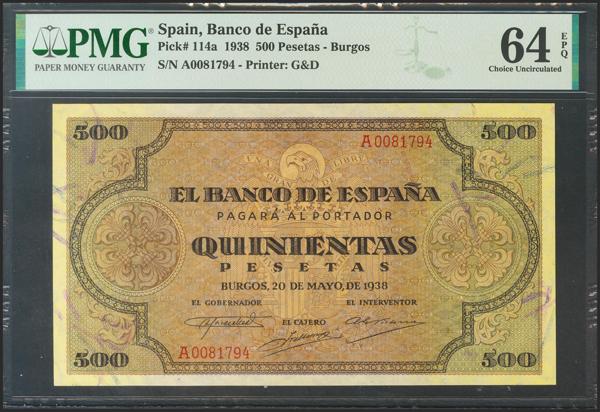 PMG
PAPER MONEY GUARANTY
Spain, Banco de España
Pick# 114a 1938 500 Pesetas - Burgos
S/N A0081794 - Printer: G&D
64 EPQ
Choice Uncirculated
500
500
A0081794
UNA
GRANDE
LIBRE
EL BANCO DE ESPAÑA
PAGARÁ AL PORTADOR
QUINIENTAS
PESETAS
BURGOS, 20 DE MAYO, DE 1938
EL GOBERNADOR
EL INTERVENTOR
EL CAJERO
A0081794
500
500